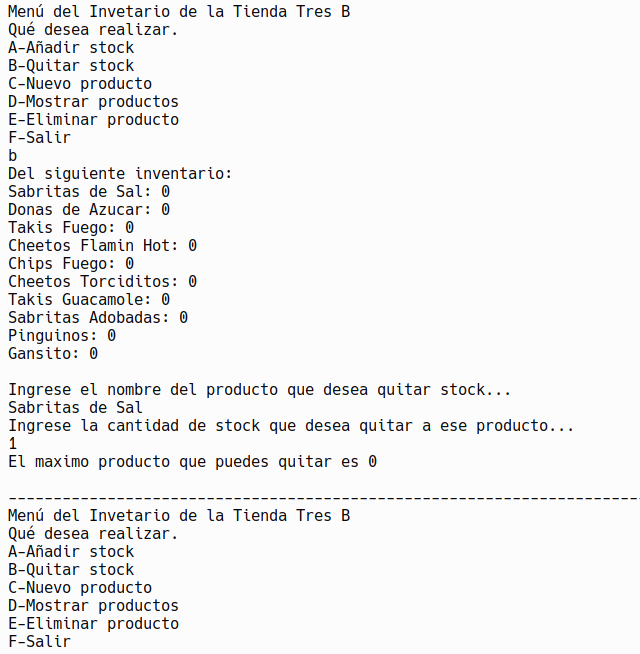 Menú del Invetario de la Tienda Tres B
Qué desea realizar.
A-Añadir stock
B-Quitar stock
C-Nuevo producto
D-Mostrar productos
E-Eliminar producto
F-Salir
b
Del siguiente inventario:
Sabritas de Sal: 0
Donas de Azucar: 0
Takis Fuego: 0
Cheetos Flamin Hot: 0
Chips Fuego: 0
Cheetos Torciditos: 0
Takis Guacamole: 0
Sabritas Adobadas: 0
Pinguinos: 0
Gansito: 0

Ingrese el nombre del producto que desea quitar stock...
Sabritas de Sal
Ingrese la cantidad de stock que desea quitar a ese producto...
1
El maximo producto que puedes quitar es 0

----------------------------------------------------------------------
Menú del Invetario de la Tienda Tres B
Qué desea realizar.
A-Añadir stock
B-Quitar stock
C-Nuevo producto
D-Mostrar productos
E-Eliminar producto
F-Salir